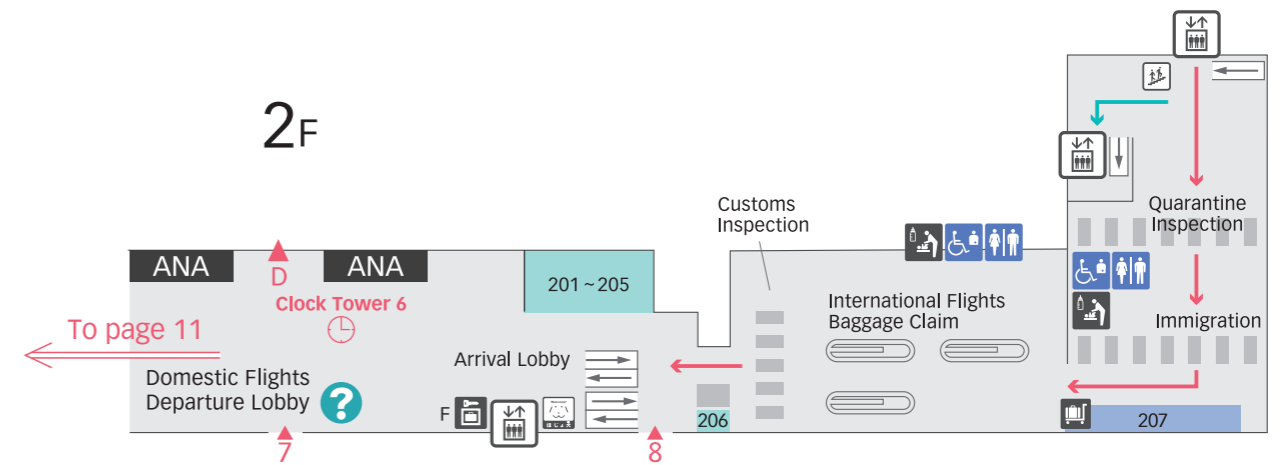 2F
Customs
Inspection
Quarantine
Inspection
ANA
D
ANA
Clock Tower 6
201~205
International Flights
Baggage Claim
Immigration
To page 11
Arrival Lobby
Domestic Flights
Departure Lobby
?
F
206
207
7
8